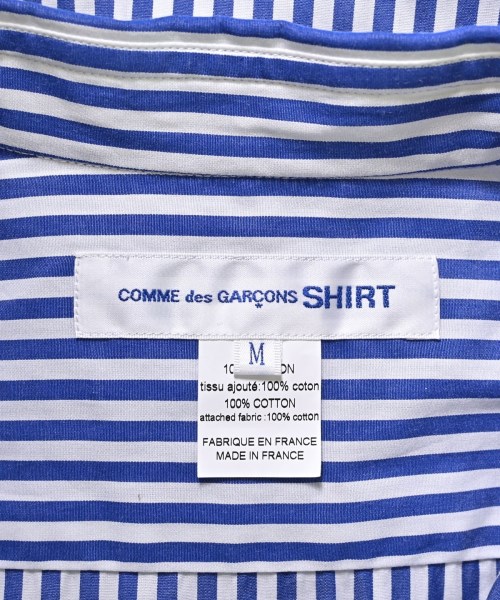 COMME des GARÇONS SHIRT
M
tissu ajouté:100% coton
100% COTTON
attached fabric :100% cotton
FABRIQUE EN FRANCE
MADE IN FRANCE